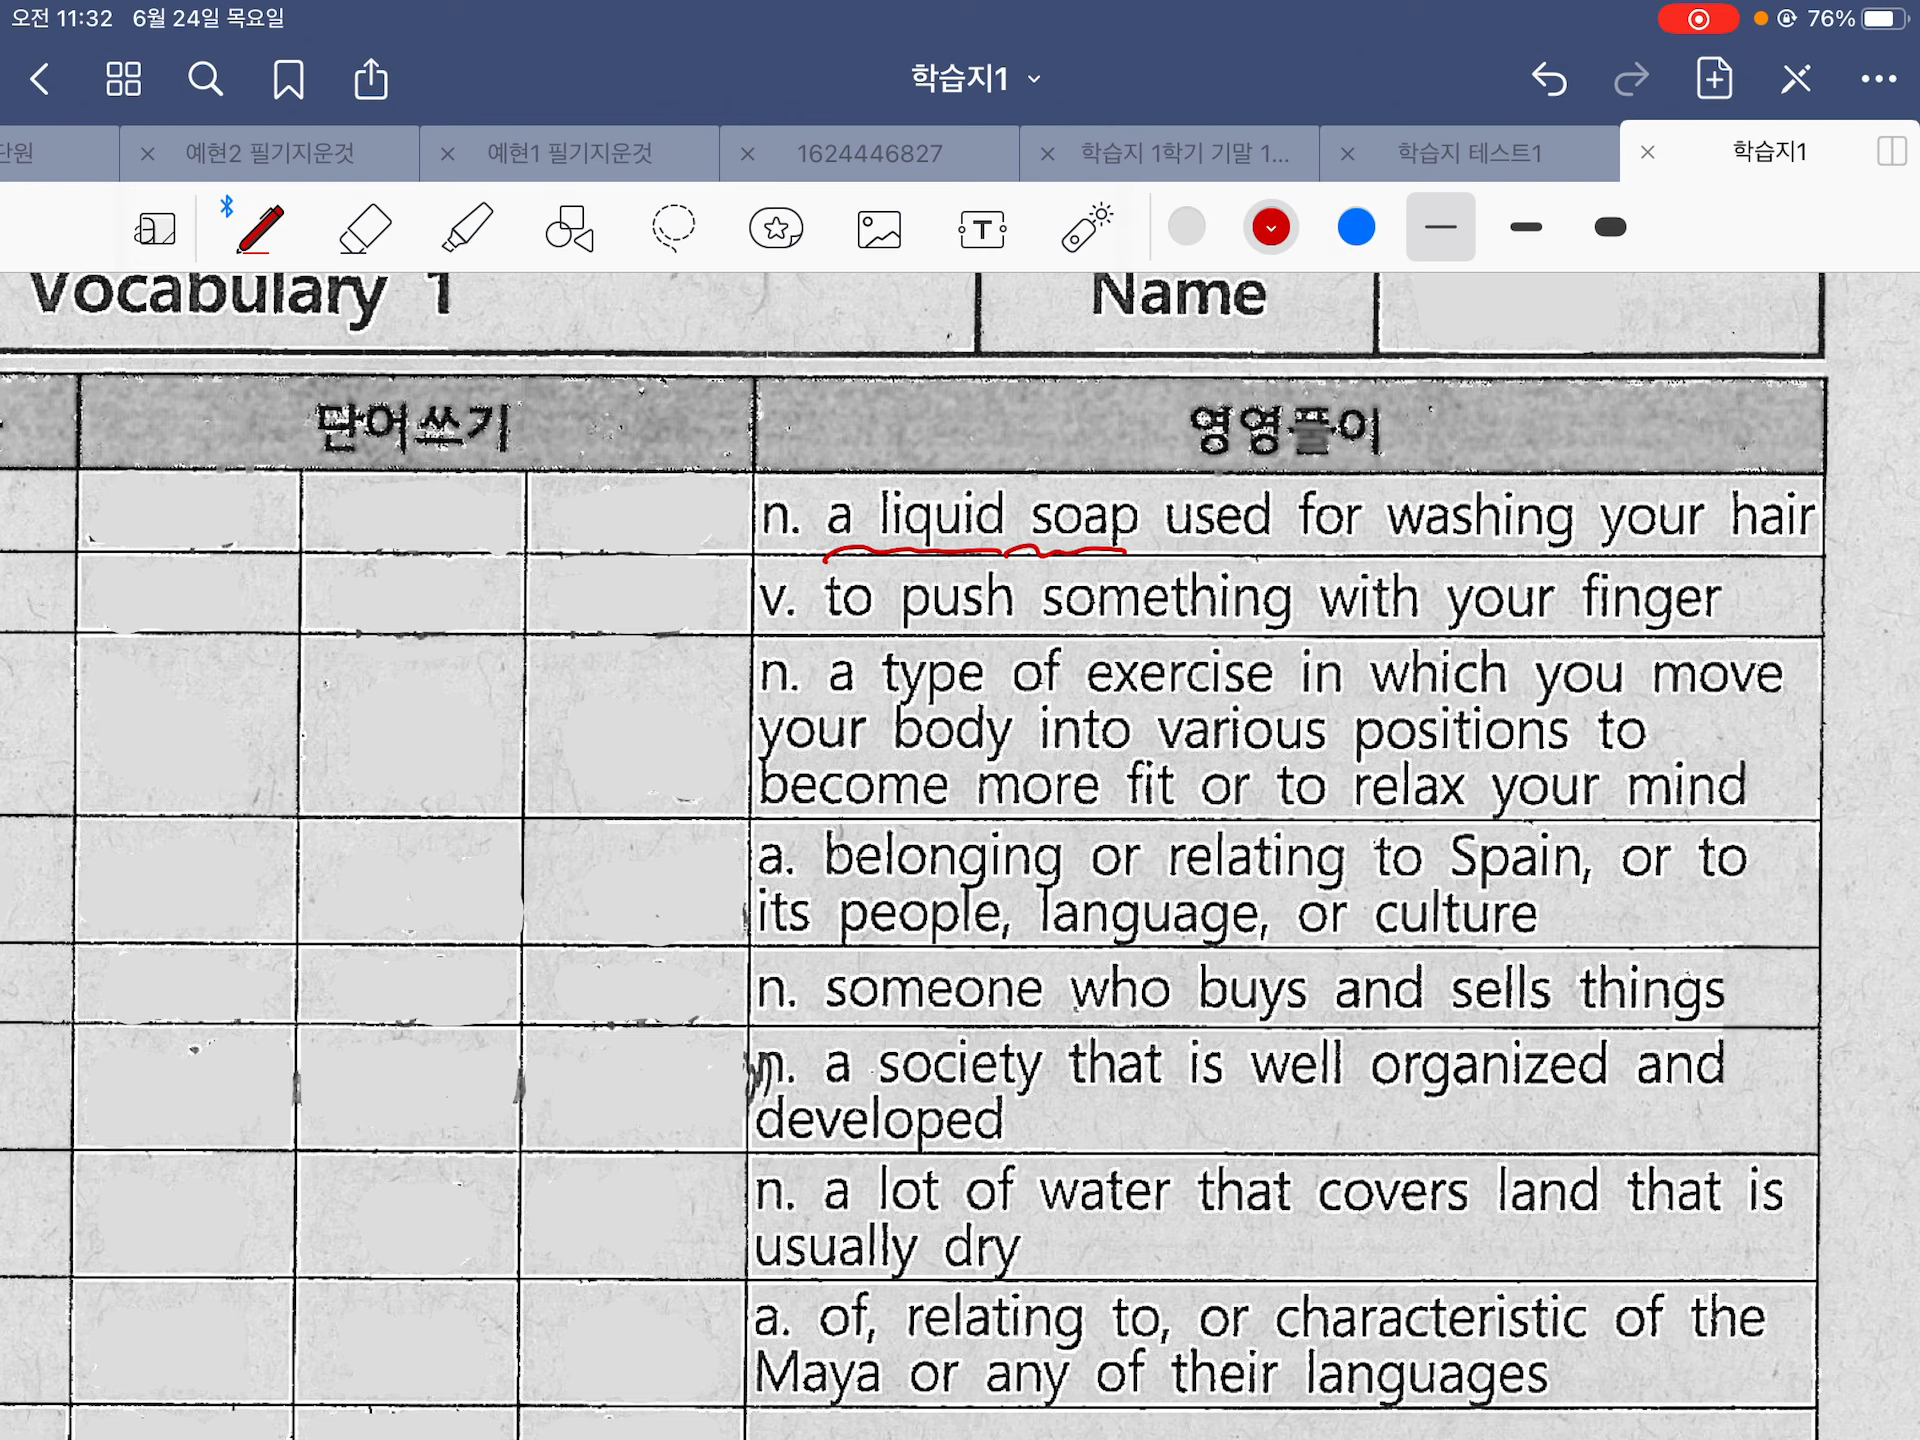 오전 11:32 6월 24일 목요일
76%
학습지1
단원
예현2 필기지운것
예현1 필기지운것
1624446827
학습지 1학기 기말 1...
학습지 테스트1
학습지1
Vocabulary 1
Name
단어쓰기
영영풀이
n. a liquid soap used for washing your hair
v. to push something with your finger
n. a type of exercise in which you move
your body into various positions to
become more fit or to relax your mind
a. belonging or relating to Spain, or to
its people, language, or culture
n. someone who buys and sells things
n. a society that is well organized and
developed
n. a lot of water that covers land that is
usually dry
a. of, relating to, or characteristic of the
Maya or any of their languages